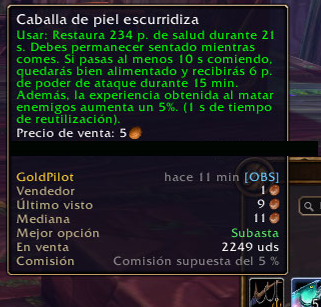 Caballa de piel escurridiza
Usar: Restaura 234 p. de salud durante 21
s. Debes permanecer sentado mientras
comes. Si pasas al menos 10 s comiendo,
quedarás bien alimentado y recibirás 6 p.
de poder de ataque durante 15 min.
Además, la experiencia obtenida al matar
enemigos aumenta un 5%. (1 s de tiempo
de reutilización).
Precio de venta: 5
GoldPilot hace 11 min [OBS]
Vendedor 1
Último visto 9
Mediana 11
Mejor opción Subasta
En venta 2249 uds
Comisión Comisión supuesta del 5 %